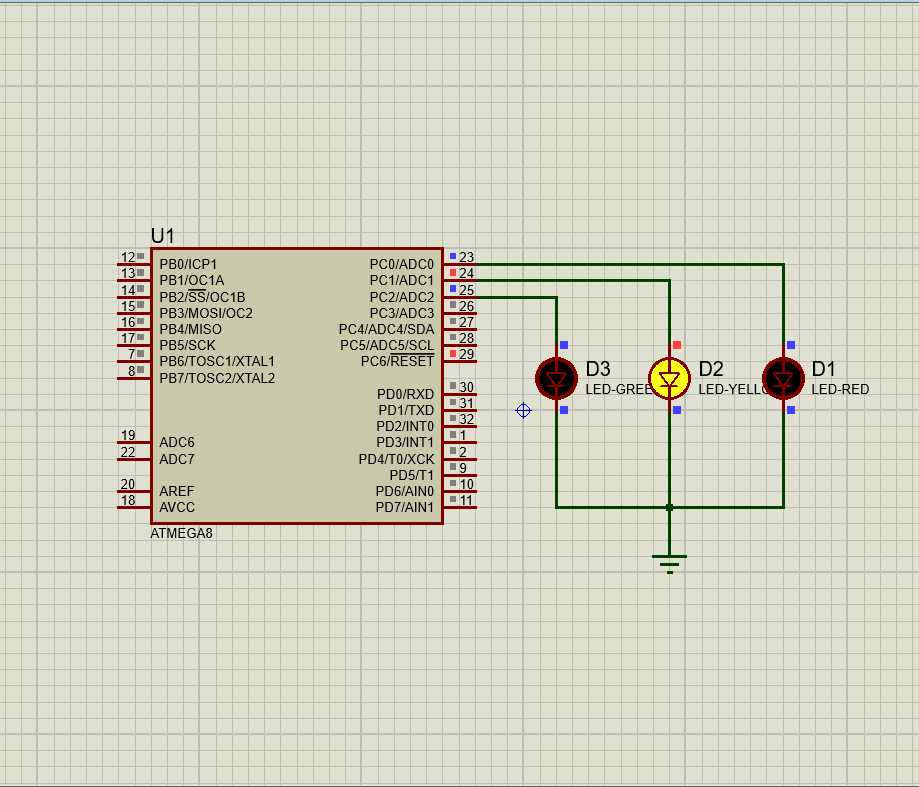 U1
12 PB0/ICP1 PC0/ADC0 23
13 PB1/OC1A PC1/ADC1 24
14 PB2/SS/OC1B PC2/ADC2 25
15 PB3/MOSI/OC2 PC3/ADC3 26
16 PB4/MISO PC4/ADC4/SDA 27
17 PB5/SCK PC5/ADC5/SCL 28
7 PB6/TOSC1/XTAL1 PC6/RESET 29
8 PB7/TOSC2/XTAL2
PD0/RXD 30
PD1/TXD 31
PD2/INT0 32
19 ADC6 PD3/INT1 1
22 ADC7 PD4/T0/XCK 2
PD5/T1 9
20 AREF PD6/AIN0 10
18 AVCC PD7/AIN1 11
ATMEGA8
D3
LED-GREE
D2
LED-YELLO
D1
LED-RED